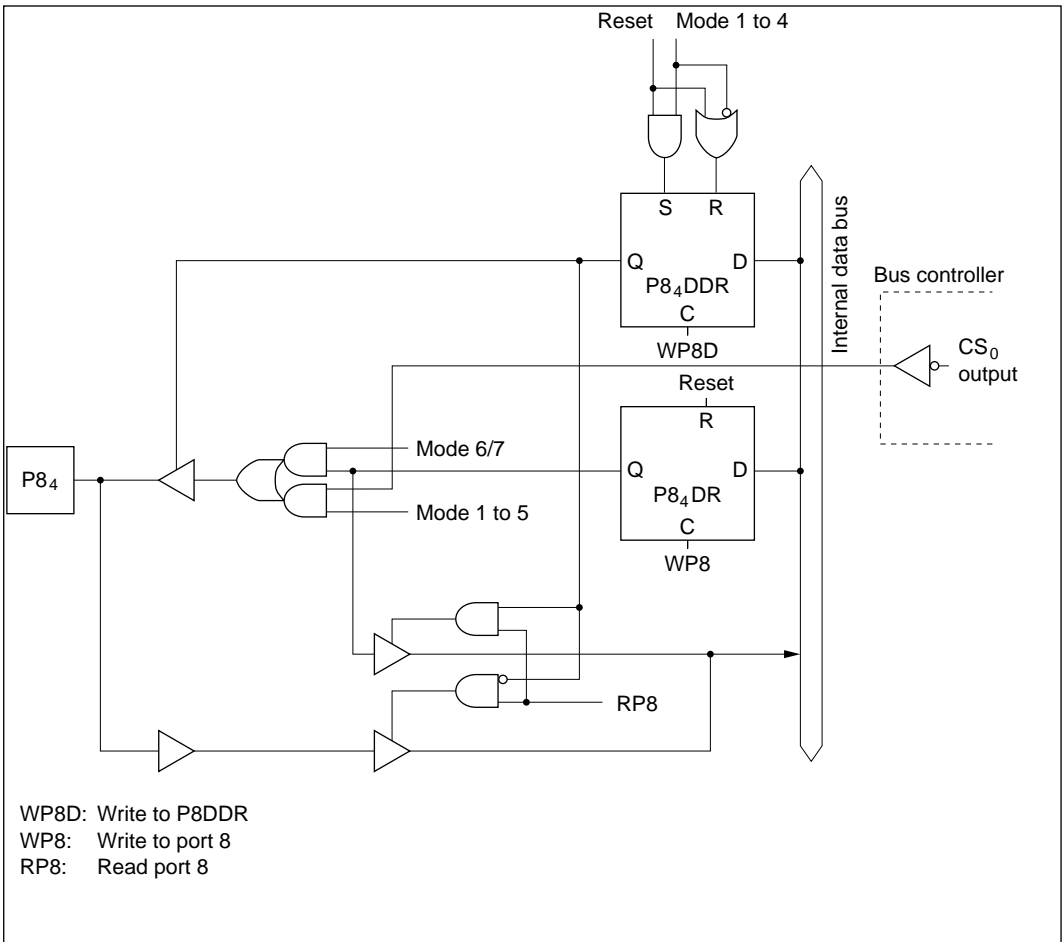 Reset Mode 1 to 4
S R
Q D
P8₄DDR
C
WP8D
Internal data bus
Bus controller
CS₀
output
Reset
R
Mode 6/7
Q D
P8₄DR
C
WP8
P8₄
Mode 1 to 5
RP8
WP8D: Write to P8DDR
WP8: Write to port 8
RP8: Read port 8